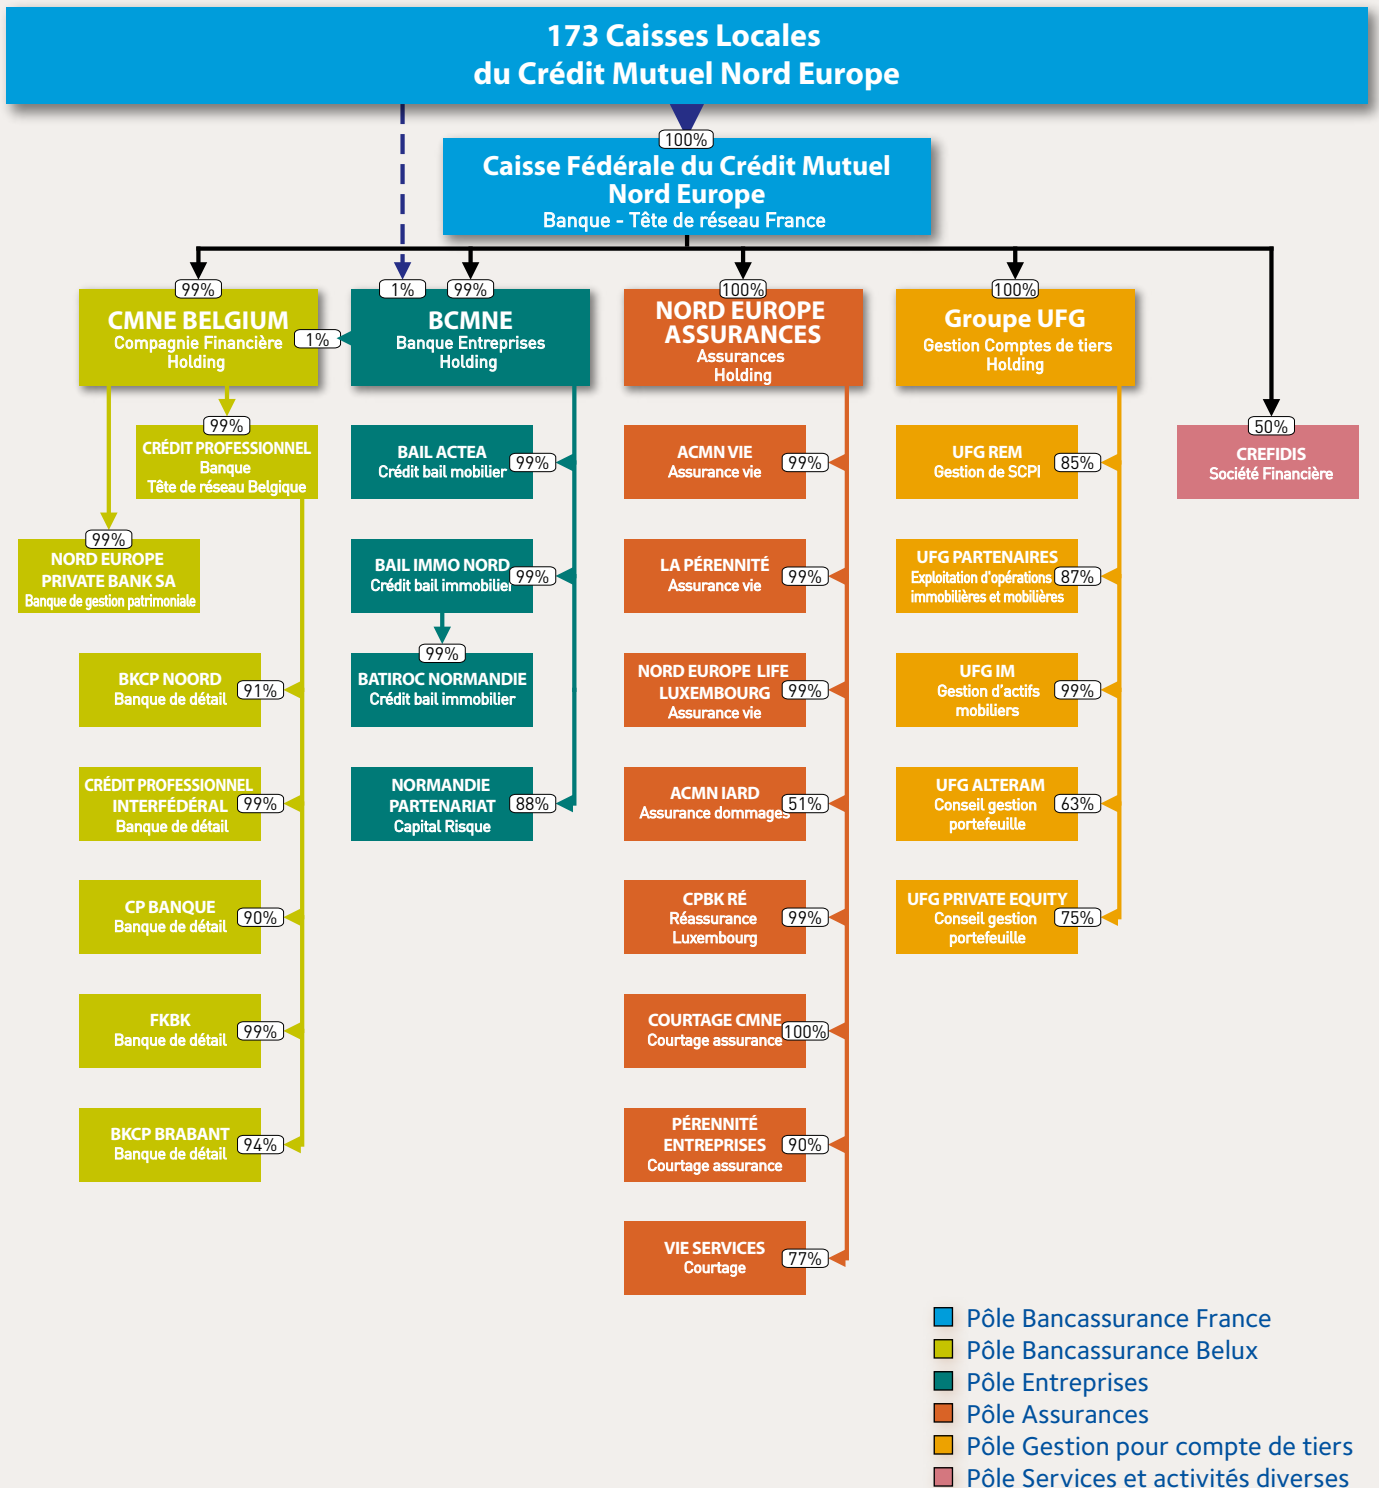 173 Caisses Locales
du Crédit Mutuel Nord Europe
100%
Caisse Fédérale du Crédit Mutuel
Nord Europe
Banque - Tête de réseau France
99%
CMNE BELGIUM
Compagnie Financière
Holding
1%
1%
99%
BCMNE
Banque Entreprises
Holding
100%
NORD EUROPE
ASSURANCES
Assurances
Holding
100%
Groupe UFG
Gestion Comptes de tiers
Holding
50%
CREFIDIS
Société Financière
99%
CRÉDIT PROFESSIONNEL
Banque
Tête de réseau Belgique
99%
NORD EUROPE
PRIVATE BANK SA
Banque de gestion patrimoniale
BKCP NOORD
Banque de détail
91%
CRÉDIT PROFESSIONNEL
INTERFÉDÉRAL
Banque de détail
99%
CP BANQUE
Banque de détail
90%
FKBK
Banque de détail
99%
BKCP BRABANT
Banque de détail
94%
BAIL ACTEA
Crédit bail mobilier
99%
BAIL IMMO NORD
Crédit bail immobilier
99%
99%
BATIROC NORMANDIE
Crédit bail immobilier
NORMANDIE
PARTENARIAT
Capital Risque
88%
ACMN VIE
Assurance vie
99%
LA PÉRENNITÉ
Assurance vie
99%
NORD EUROPE LIFE
LUXEMBOURG
Assurance vie
99%
ACMN IARD
Assurance dommages
51%
CPBK RÉ
Réassurance
Luxembourg
99%
COURTAGE CMNE
Courtage assurance
100%
PÉRENNITÉ
ENTREPRISES
Courtage assurance
90%
VIE SERVICES
Courtage
77%
UFG REM
Gestion de SCPI
85%
UFG PARTENAIRES
Exploitation d'opérations
immobilières et mobilières
87%
UFG IM
Gestion d'actifs
mobiliers
99%
UFG ALTERAM
Conseil gestion
portefeuille
63%
UFG PRIVATE EQUITY
Conseil gestion
portefeuille
75%
Pôle Bancassurance France
Pôle Bancassurance Belux
Pôle Entreprises
Pôle Assurances
Pôle Gestion pour compte de tiers
Pôle Services et activités diverses